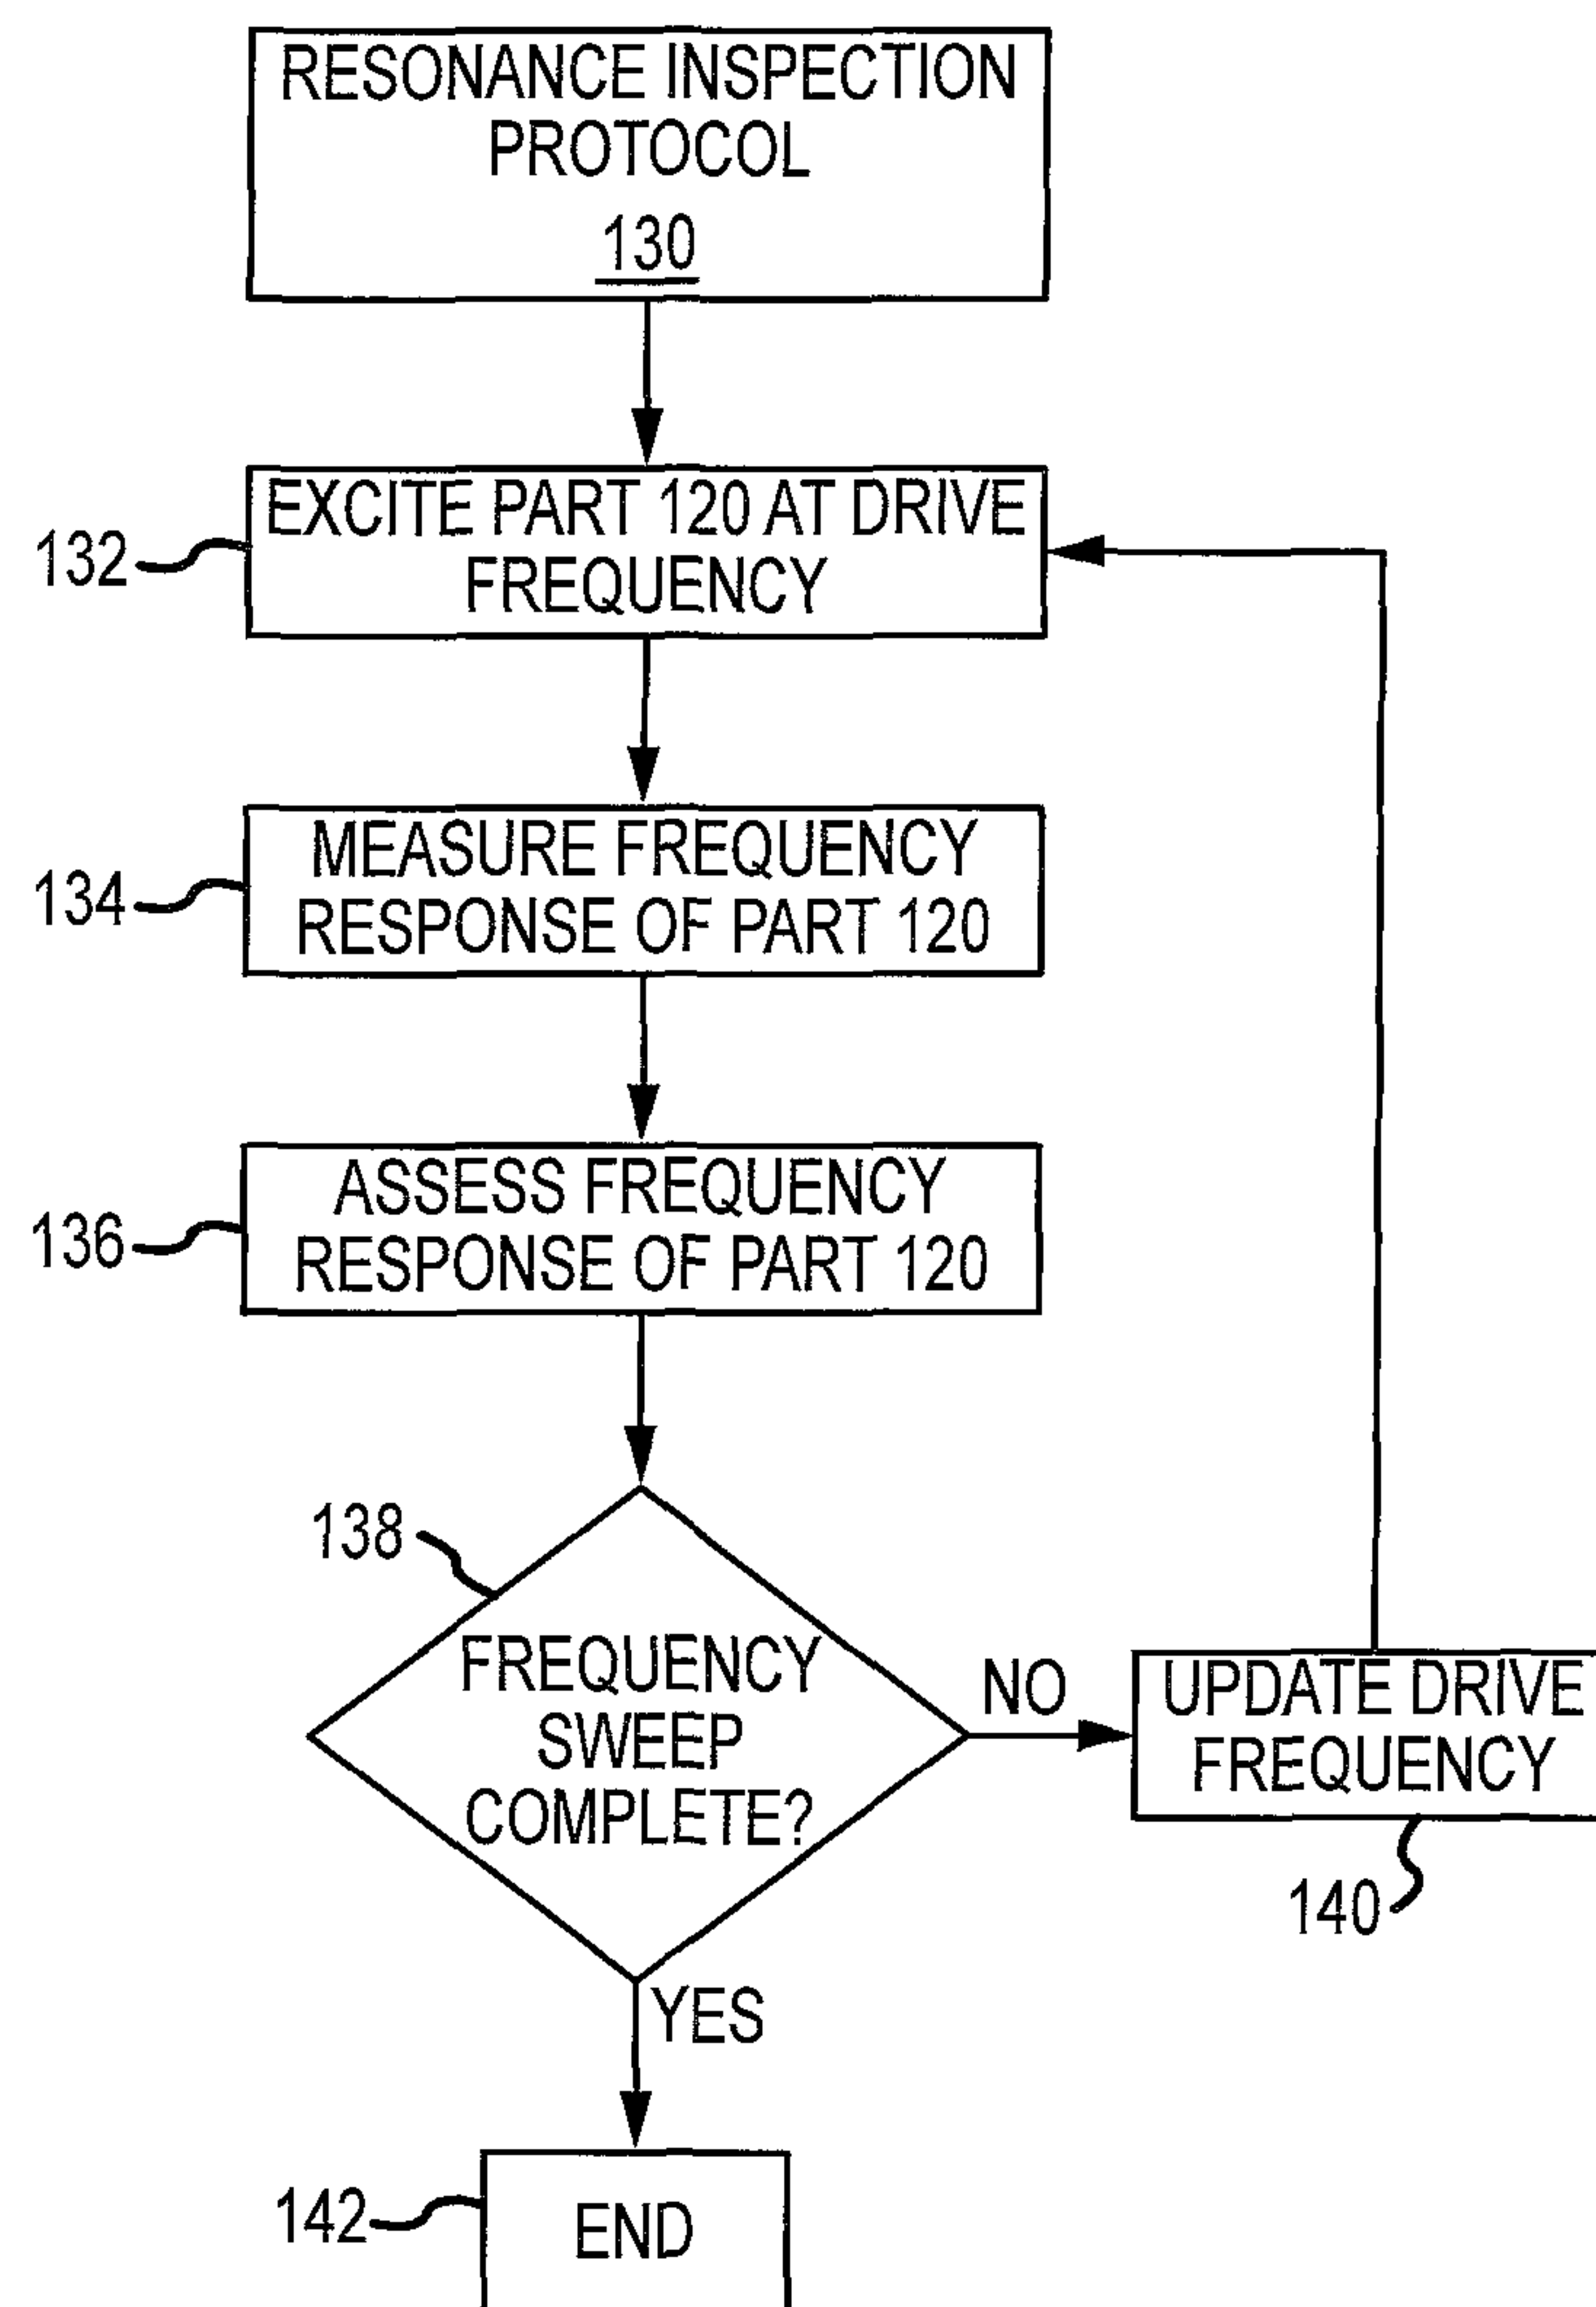 RESONANCE INSPECTION
PROTOCOL
130
EXCITE PART 120 AT DRIVE
FREQUENCY
132
MEASURE FREQUENCY
RESPONSE OF PART 120
134
ASSESS FREQUENCY
RESPONSE OF PART 120
136
138
FREQUENCY
SWEEP
COMPLETE?
NO
UPDATE DRIVE
FREQUENCY
140
YES
142
END